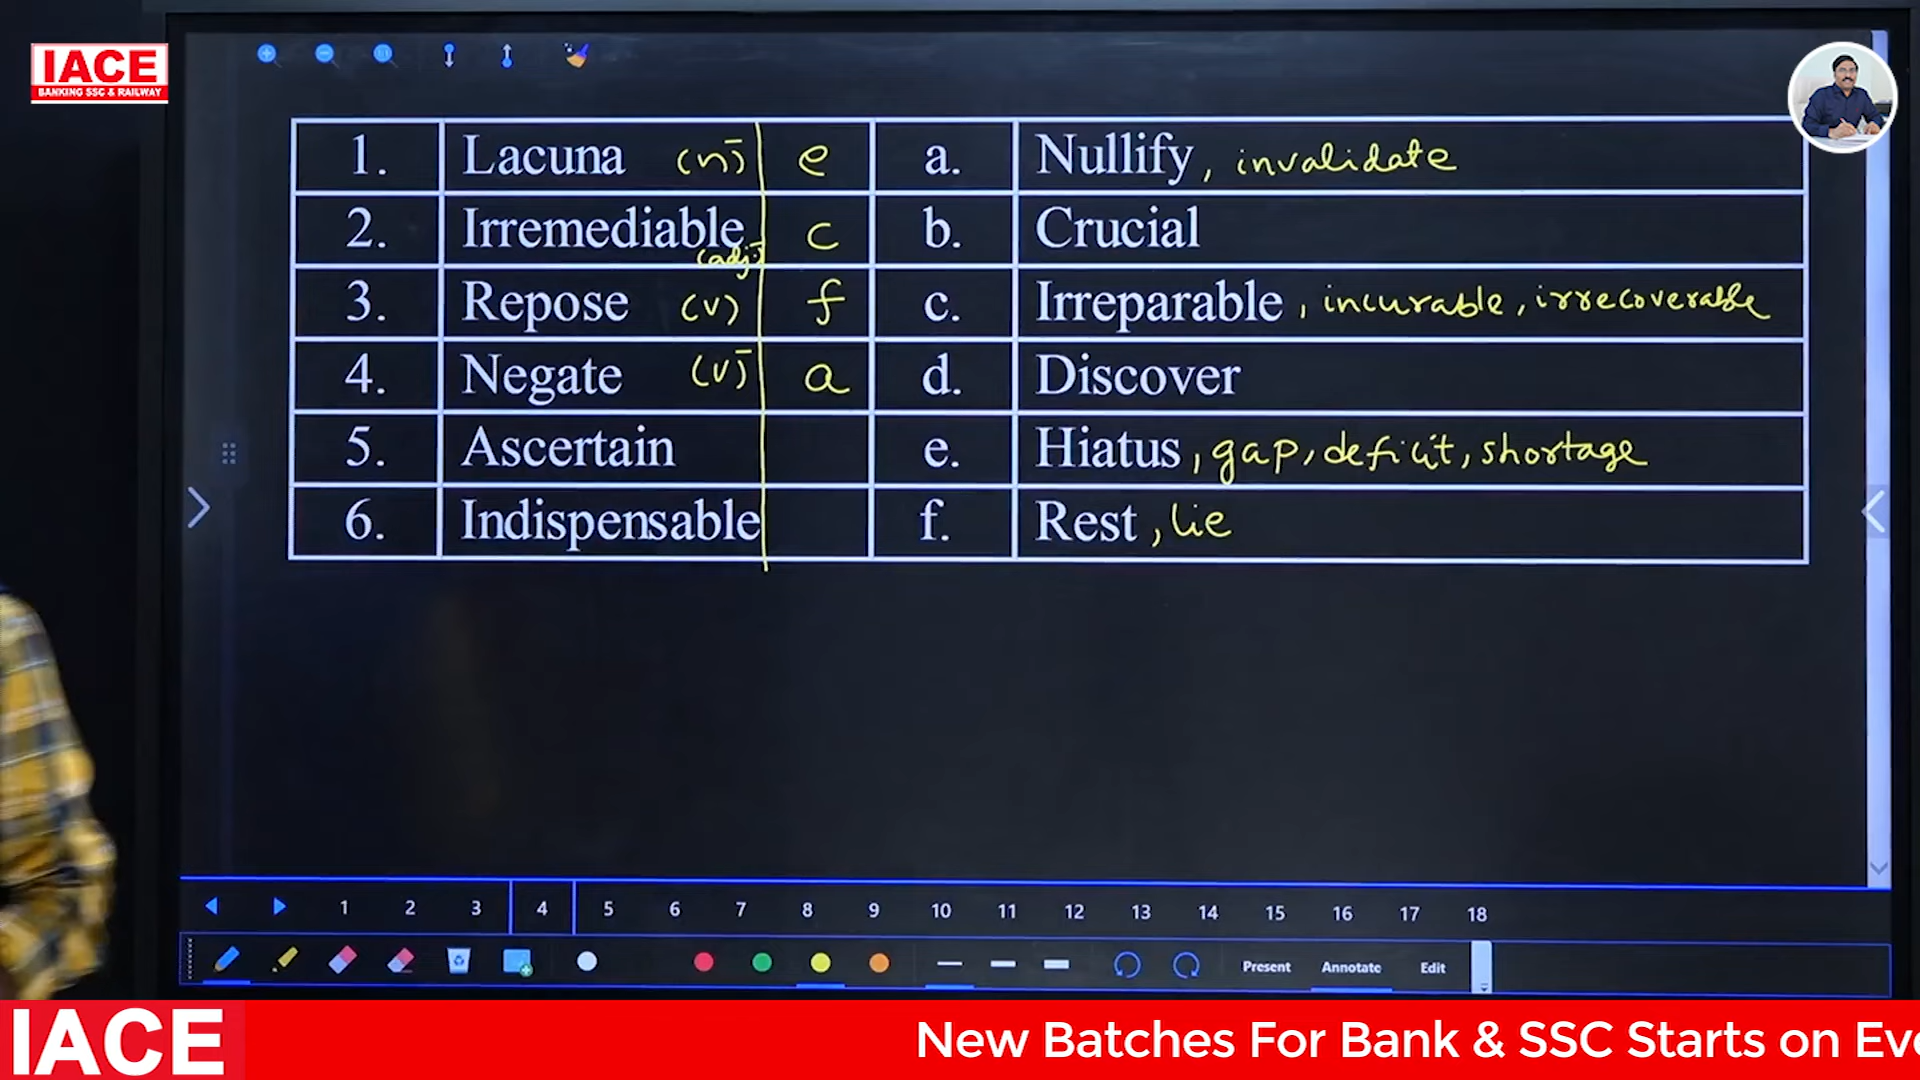 IACE
BANKING SSC & RAILWAY
1. Lacuna (n) e a. Nullify, invalidate
2. Irremediable (adj) c b. Crucial
3. Repose (v) f c. Irreparable, incurable, irrecoverable
4. Negate (v) a d. Discover
5. Ascertain e. Hiatus, gap, deficit, shortage
6. Indispensable f. Rest, lie
1 2 3 4 5 6 7 8 9 10 11 12 13 14 15 16 17 18
Present Annotate Edit
IACE New Batches For Bank & SSC Starts on Eve